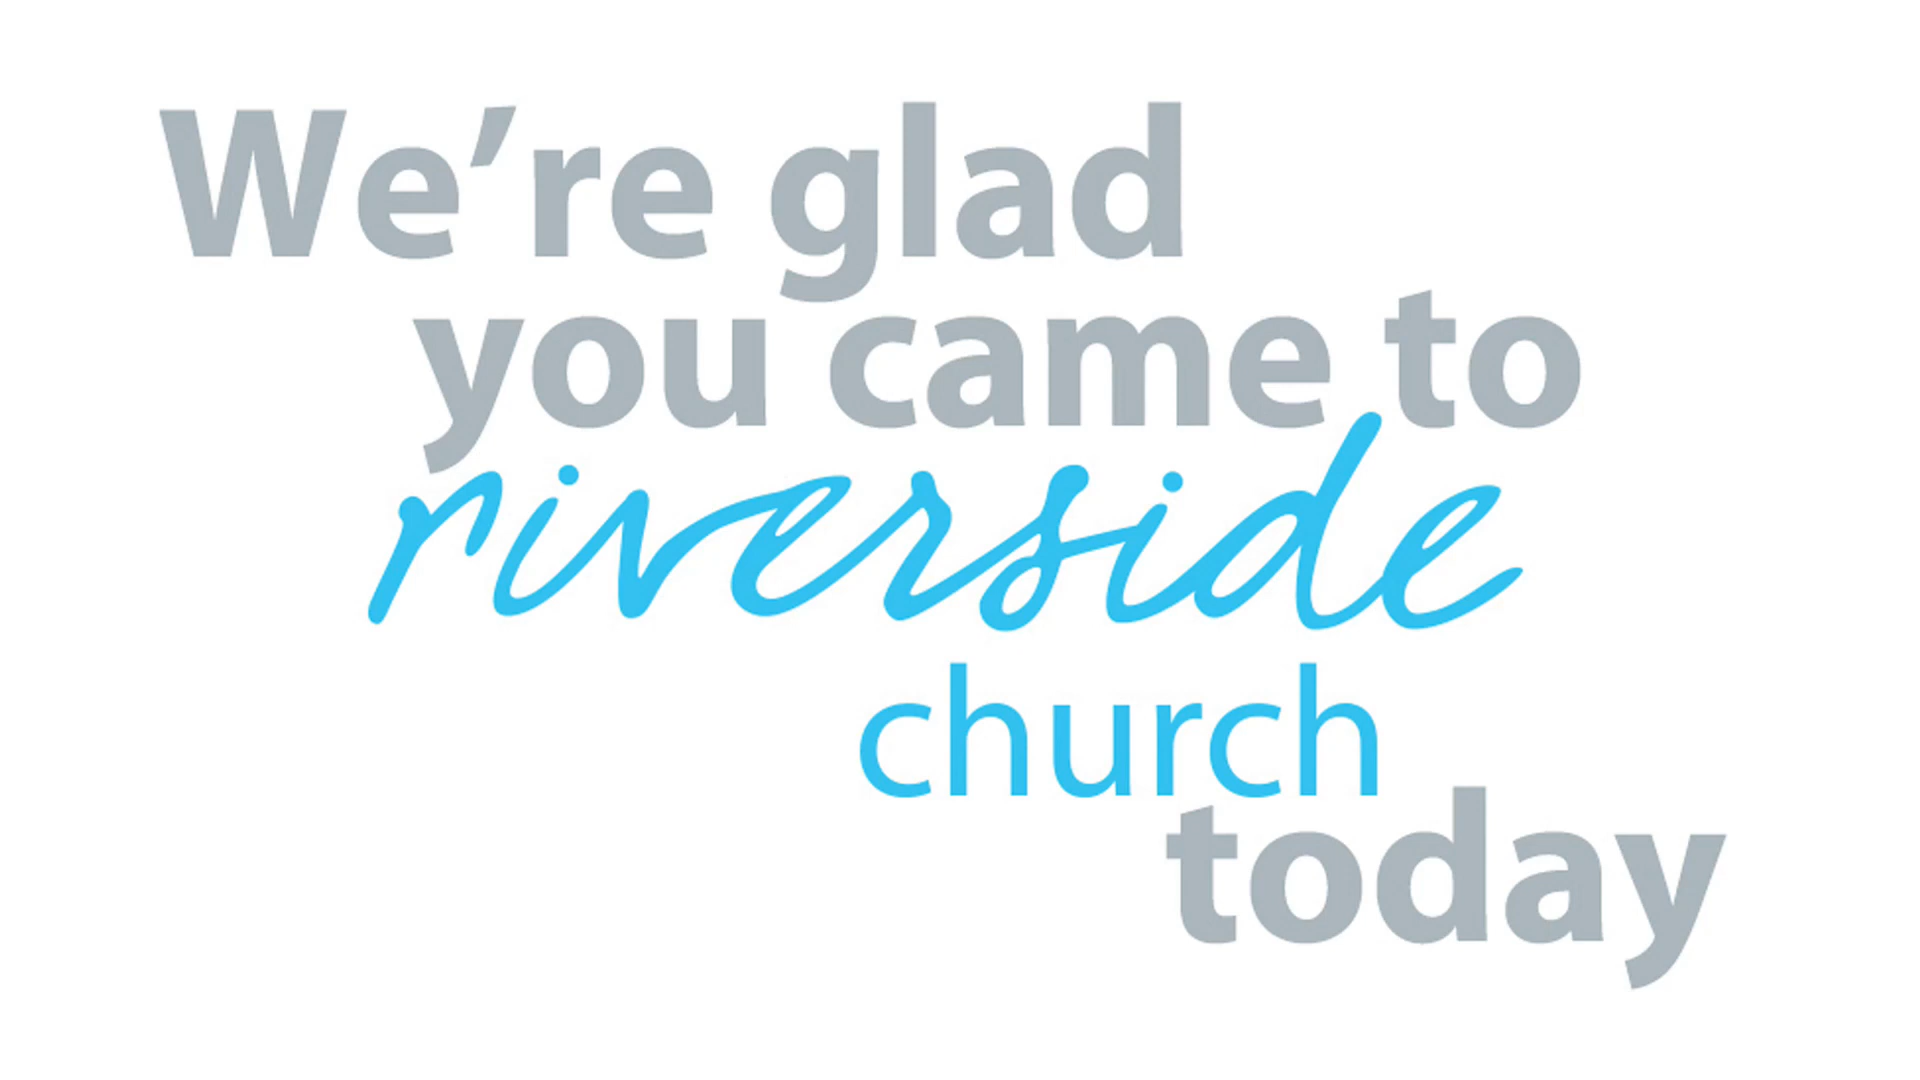 We’re glad
you came to
riverside
church
today